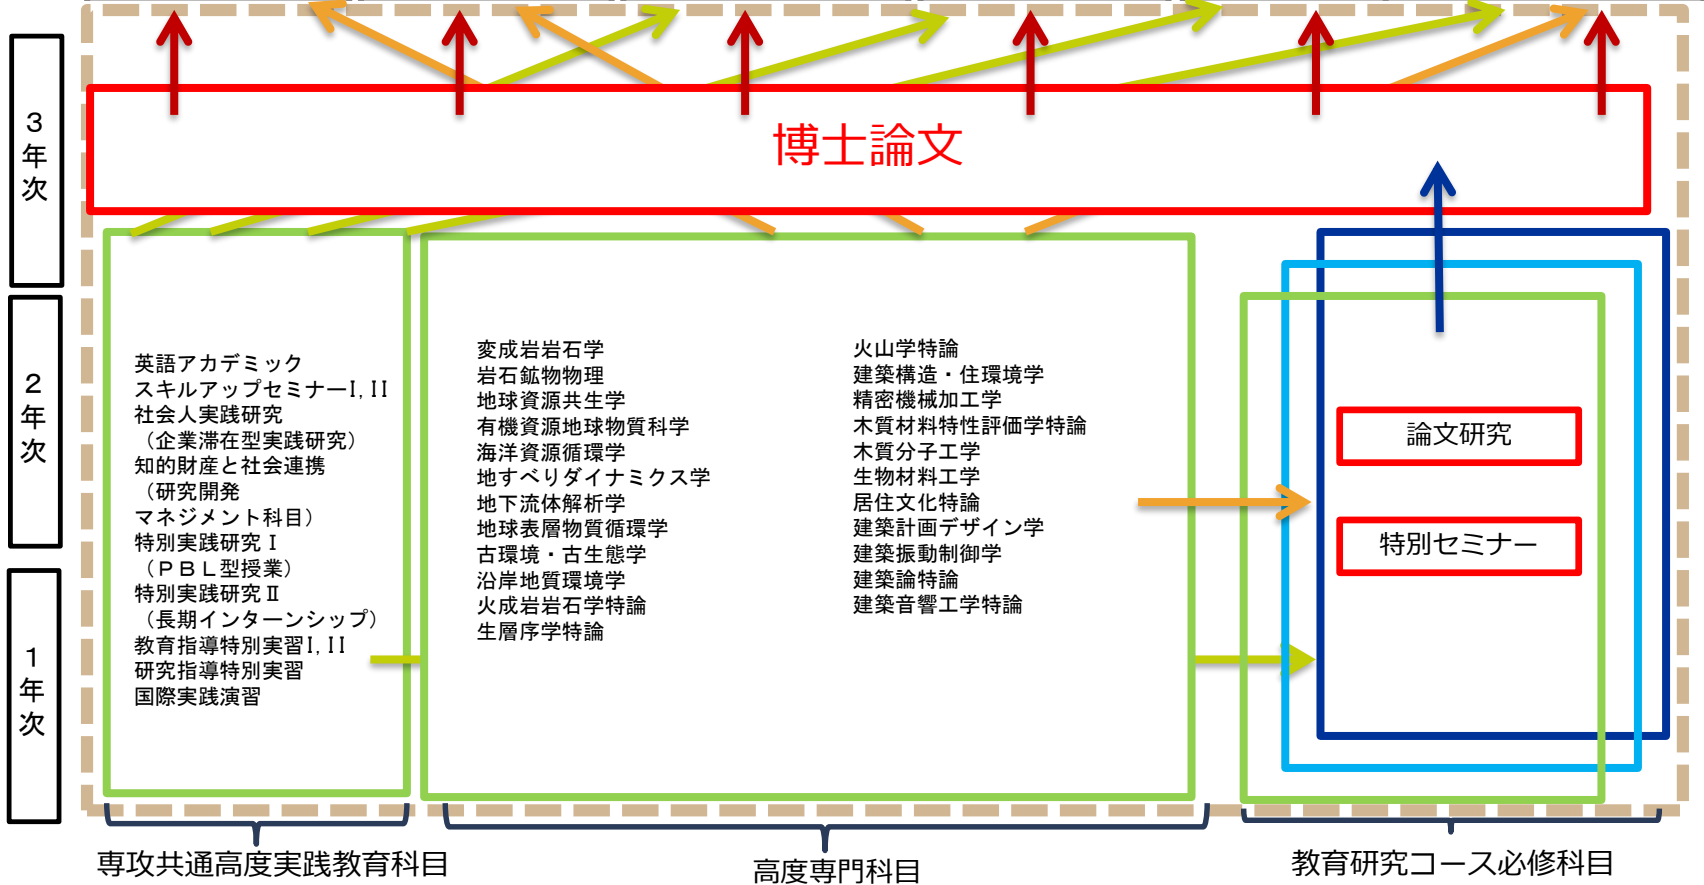 博士論文
3年次
2年次
1年次
英語アカデミック
スキルアップセミナーI, II
社会人実践研究
（企業滞在型実践研究）
知的財産と社会連携
（研究開発
マネジメント科目）
特別実践研究Ⅰ
（ＰＢＬ型授業）
特別実践研究Ⅱ
（長期インターンシップ）
教育指導特別実習I, II
研究指導特別実習
国際実践演習
変成岩岩石学
岩石鉱物物理
地球資源共生学
有機資源地球物質科学
海洋資源循環学
地すべりダイナミクス学
地下流体解析学
地球表層物質循環学
古環境・古生態学
沿岸地質環境学
火成岩岩石学特論
生層序学特論
火山学特論
建築構造・住環境学
精密機械加工学
木質材料特性評価学特論
木質分子工学
生物材料工学
居住文化特論
建築計画デザイン学
建築振動制御学
建築論特論
建築音響工学特論
論文研究
特別セミナー
専攻共通高度実践教育科目
高度専門科目
教育研究コース必修科目